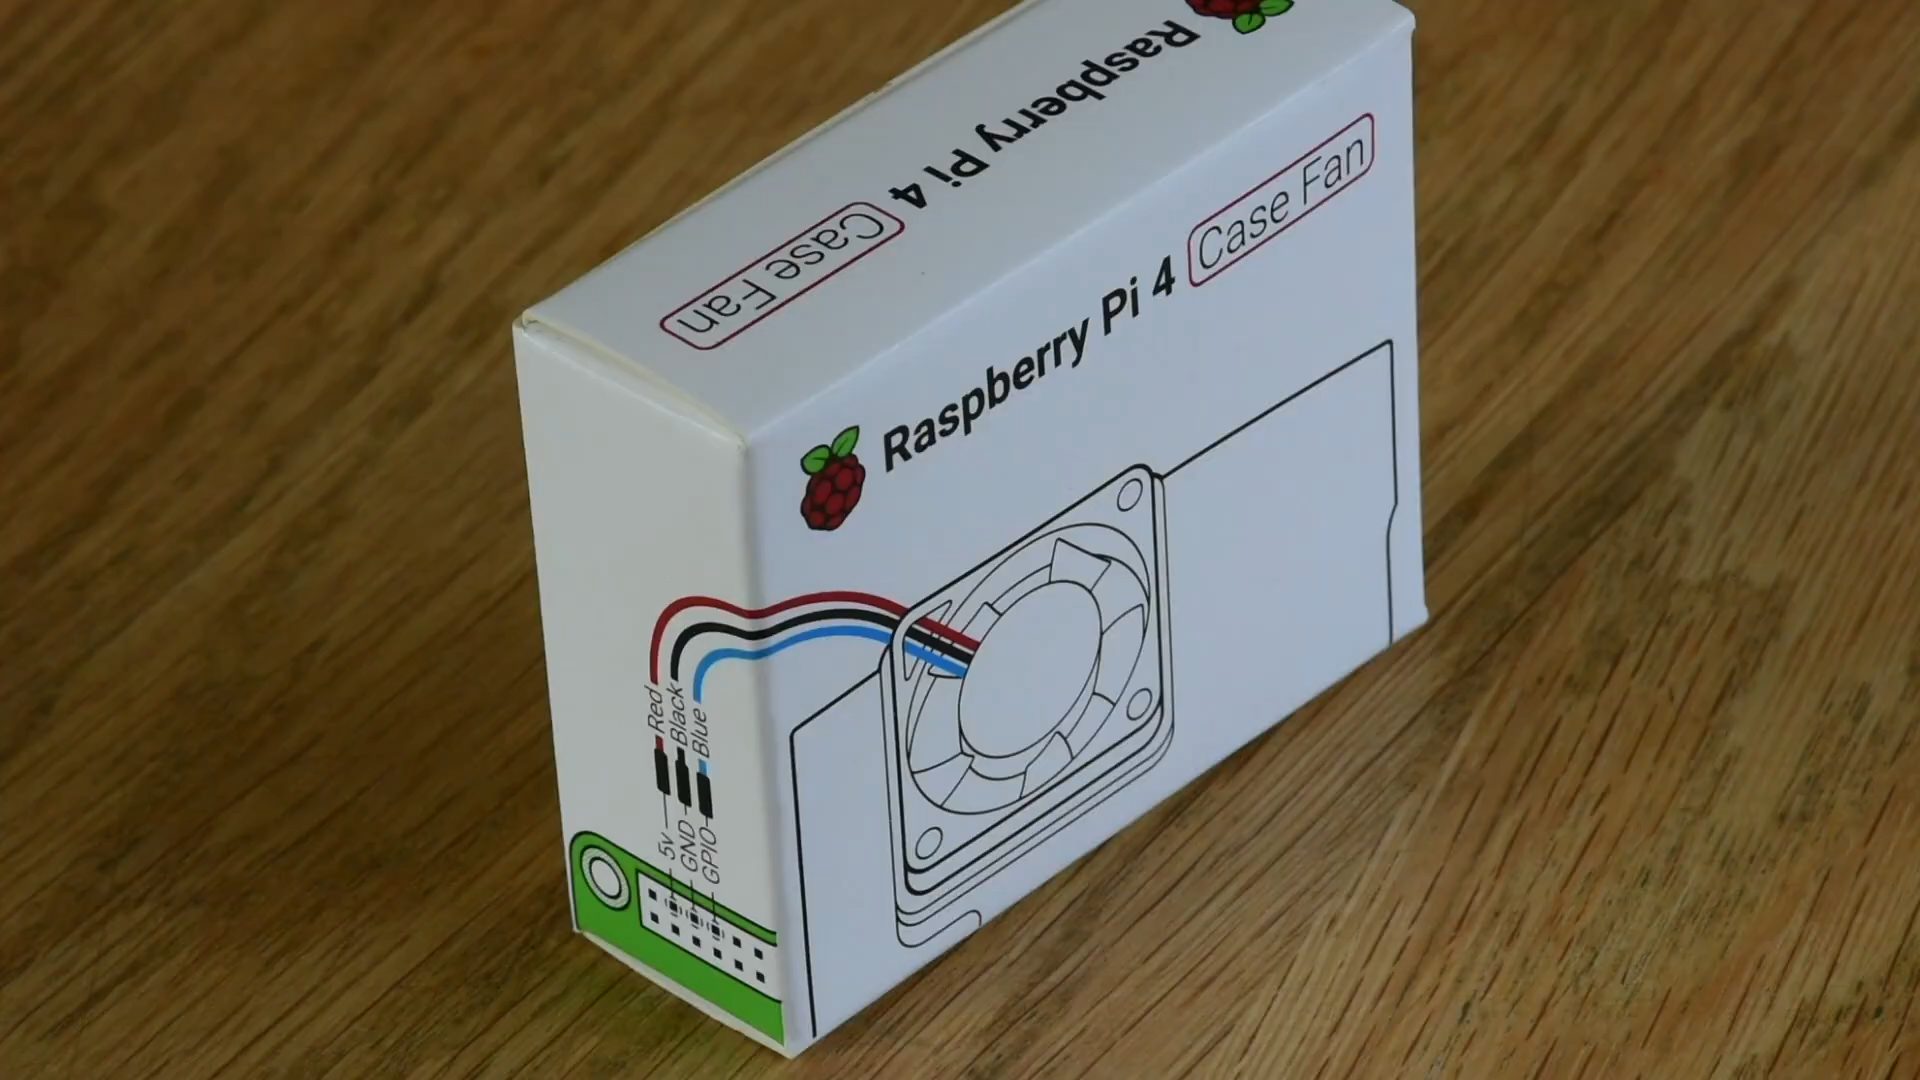 Raspberry Pi 4 Case Fan
Raspberry Pi 4 Case Fan
Red
Black
Blue
5v
GND
GPIO